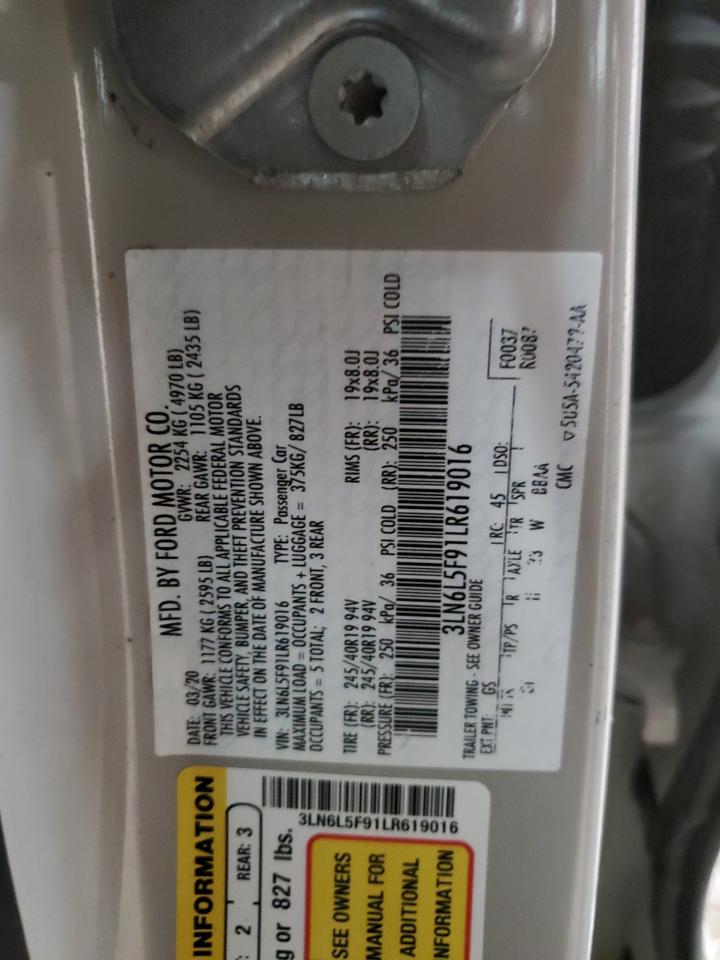 MFD. BY FORD MOTOR CO.
DATE: 03/20 GVWR: 2254 KG ( 4970 LB)
FRONT GAWR: 1177 KG ( 2595 LB) REAR GAWR: 1105 KG ( 2435 LB)
THIS VEHICLE CONFORMS TO ALL APPLICABLE FEDERAL MOTOR
VEHICLE SAFETY, BUMPER, AND THEFT PREVENTION STANDARDS
IN EFFECT ON THE DATE OF MANUFACTURE SHOWN ABOVE.
VIN: 3LN6L5F91LR619016 TYPE: Passenger Car
MAXIMUM LOAD = OCCUPANTS + LUGGAGE = 375KG/ 827LB
OCCUPANTS = 5 TOTAL; 2 FRONT, 3 REAR
TIRE (FR): 245/40R19 94V RIMS (FR): 19x8.0J
(RR): 245/40R19 94V (RR): 19x8.0J
PRESSURE (FR): 250 kPa/ 36 PSI COLD (RR): 250 kPa/ 36 PSI COLD
3LN6L5F91LR619016
TRAILER TOWING - SEE OWNER GUIDE
EXT PNT: GS RC: 45 DSO: F0037
TP/PS R AXLE TR SPR
W BBAA
CMC
INFORMATION
2 REAR: 3
or 827 lbs.
3LN6L5F91LR619016
SEE OWNERS
MANUAL FOR
ADDITIONAL
INFORMATION